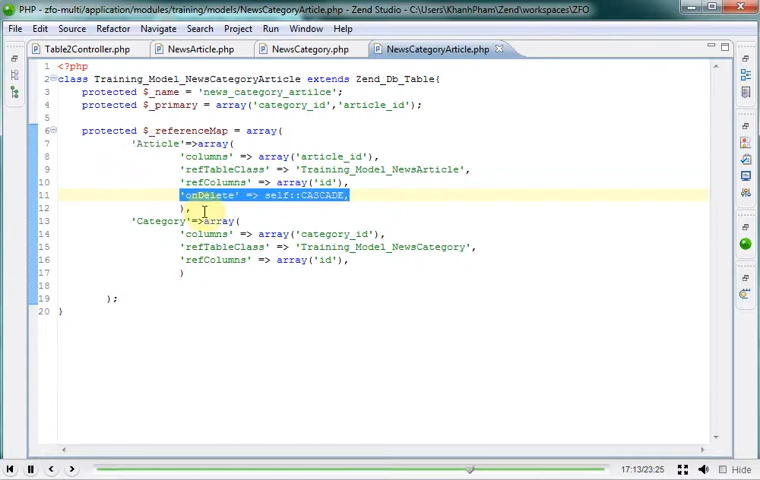 PHP - zfo-multi/application/modules/training/models/NewsCategoryArticle.php - Zend Studio - C:\Users\KhanhPham\Zend\workspaces\ZFO
File Edit Source Refactor Navigate Search Project Run Window Help
Table2Controller.php NewsArticle.php NewsCategory.php NewsCategoryArticle.php
1 <?php
2 class Training_Model_NewsCategoryArticle extends Zend_Db_Table{
3 protected $_name = 'news_category_artilce';
4 protected $_primary = array('category_id','article_id');
5
6 protected $_referenceMap = array(
7 'Article'=>array(
8 'columns' => array('article_id'),
9 'refTableClass' => 'Training_Model_NewsArticle',
10 'refColumns' => array('id'),
11 'onDelete' => self::CASCADE,
12 ),
13 'Category'=>array(
14 'columns' => array('category_id'),
15 'refTableClass' => 'Training_Model_NewsCategory',
16 'refColumns' => array('id'),
17 )
18
19 );
20 }
17:13/23:25 Hide